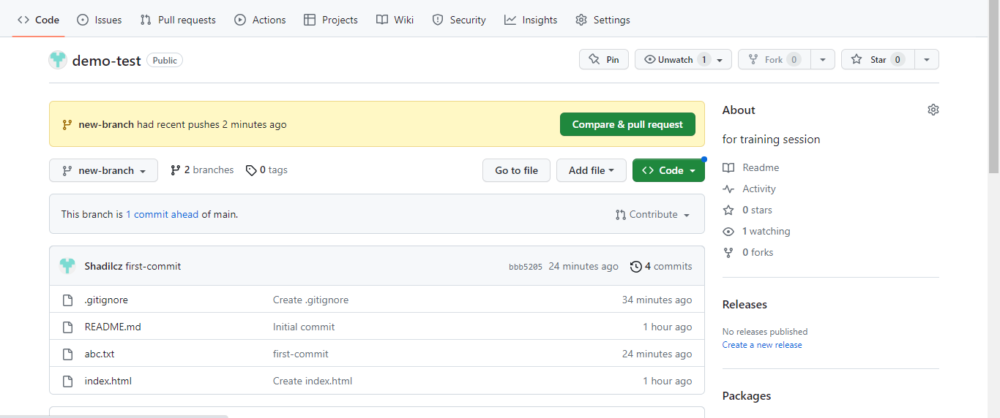 Code Issues Pull requests Actions Projects Wiki Security Insights Settings
demo-test Public Pin Unwatch 1 Fork 0 Star 0
new-branch had recent pushes 2 minutes ago Compare & pull request
new-branch 2 branches 0 tags Go to file Add file Code
This branch is 1 commit ahead of main. Contribute
Shadilcz first-commit bbb5205 24 minutes ago 4 commits
.gitignore Create .gitignore 34 minutes ago
README.md Initial commit 1 hour ago
abc.txt first-commit 24 minutes ago
index.html Create index.html 1 hour ago
About
for training session
Readme
Activity
0 stars
1 watching
0 forks
Releases
No releases published
Create a new release
Packages